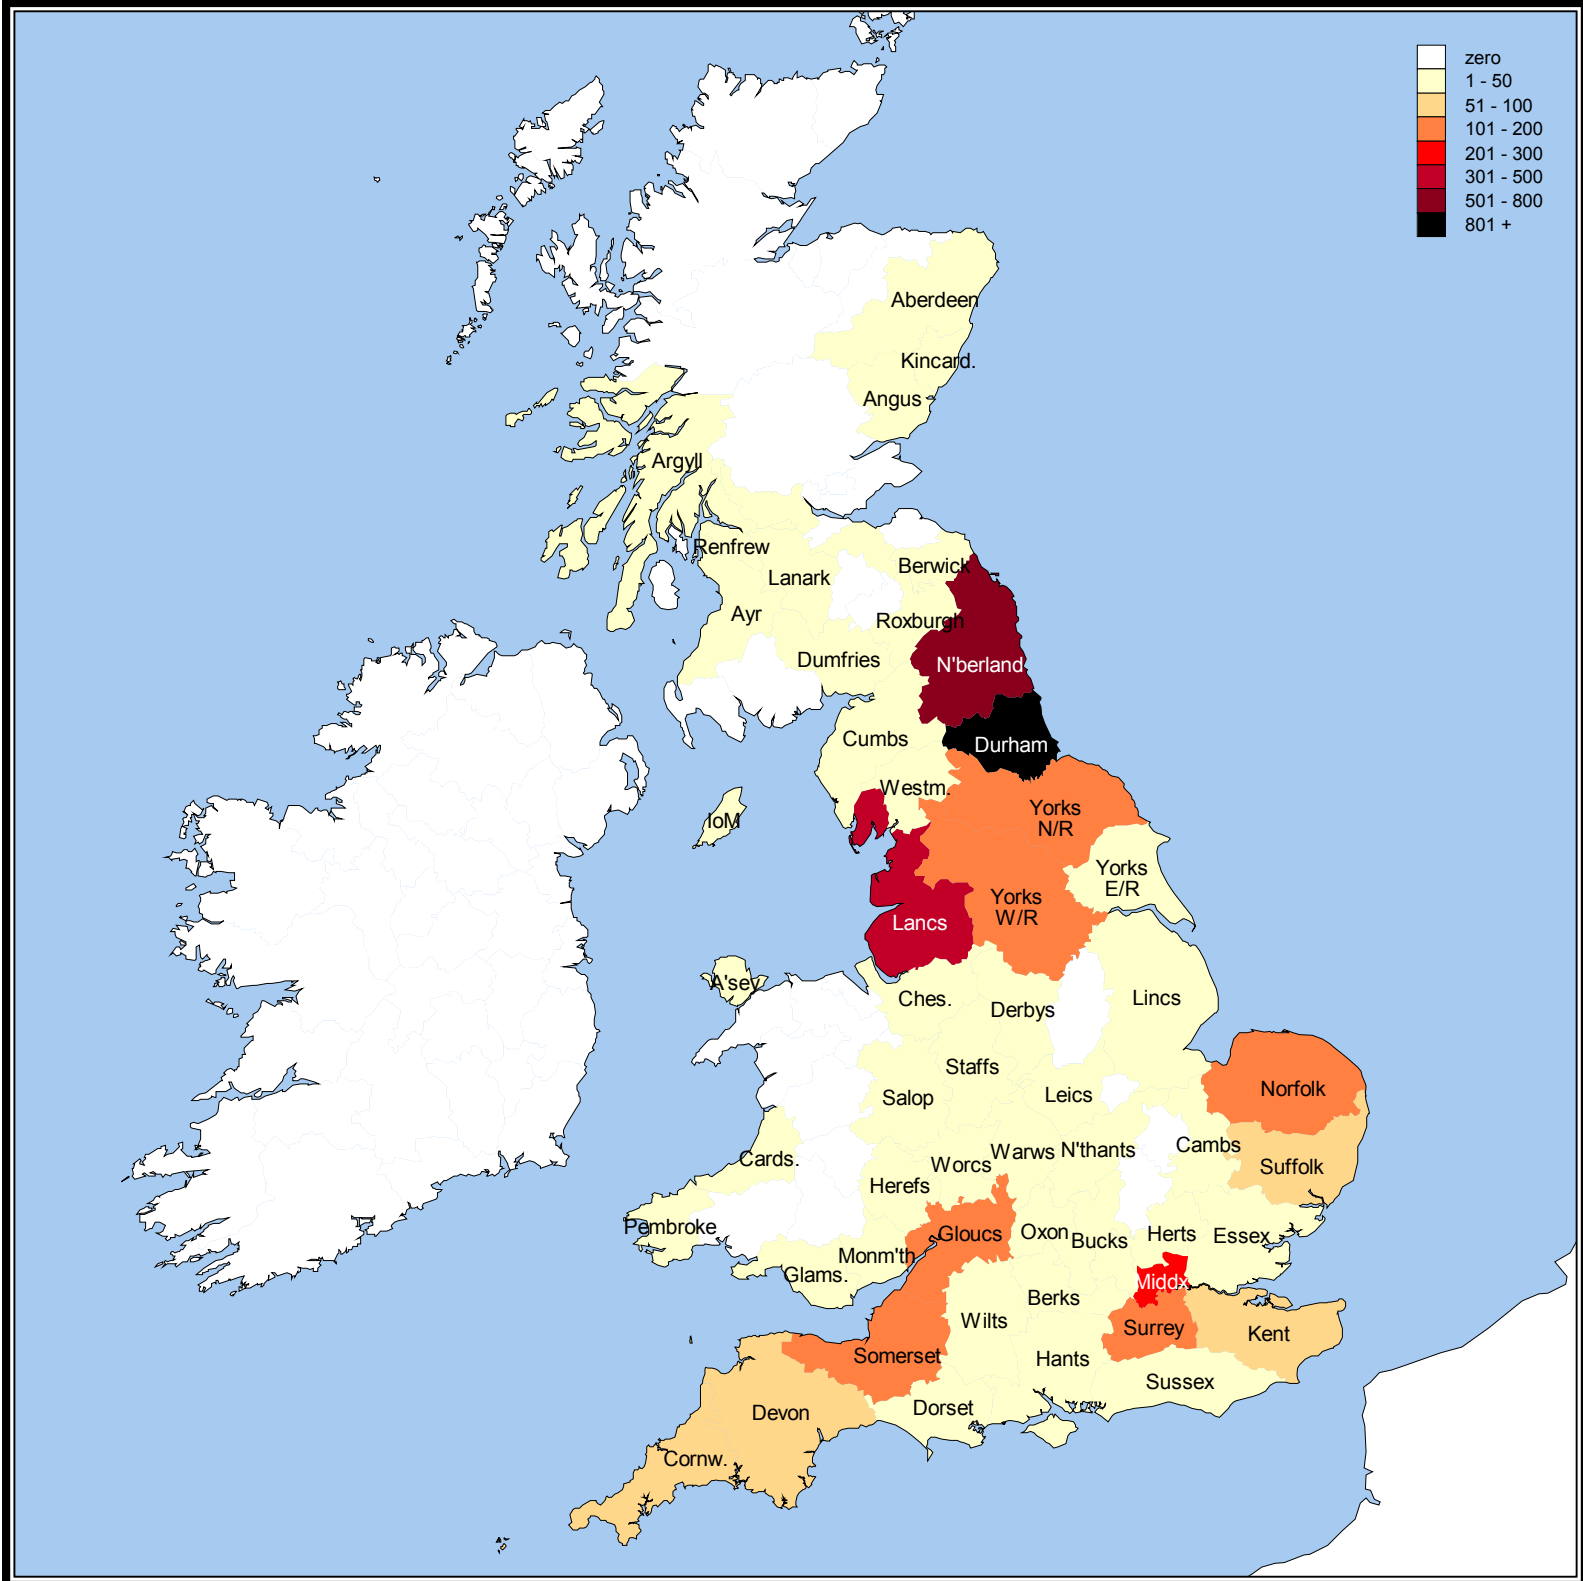 zero
1 - 50
51 - 100
101 - 200
201 - 300
301 - 500
501 - 800
801 +
Aberdeen
Kincard.
Angus
Argyll
Renfrew
Berwick
Lanark
Ayr
Roxburgh
Dumfries
N'berland
Cumbs
Durham
Westm.
IoM
Yorks
N/R
Yorks
E/R
Yorks
W/R
Lancs
A'sey
Ches.
Derbys
Lincs
Staffs
Salop
Leics
Norfolk
Cards.
Worcs
Warws
N'thants
Cambs
Suffolk
Herefs
Pembroke
Gloucs
Oxon
Bucks
Herts
Essex
Monm'th
Glams.
Middx
Berks
Wilts
Surrey
Kent
Somerset
Hants
Sussex
Devon
Dorset
Cornw.